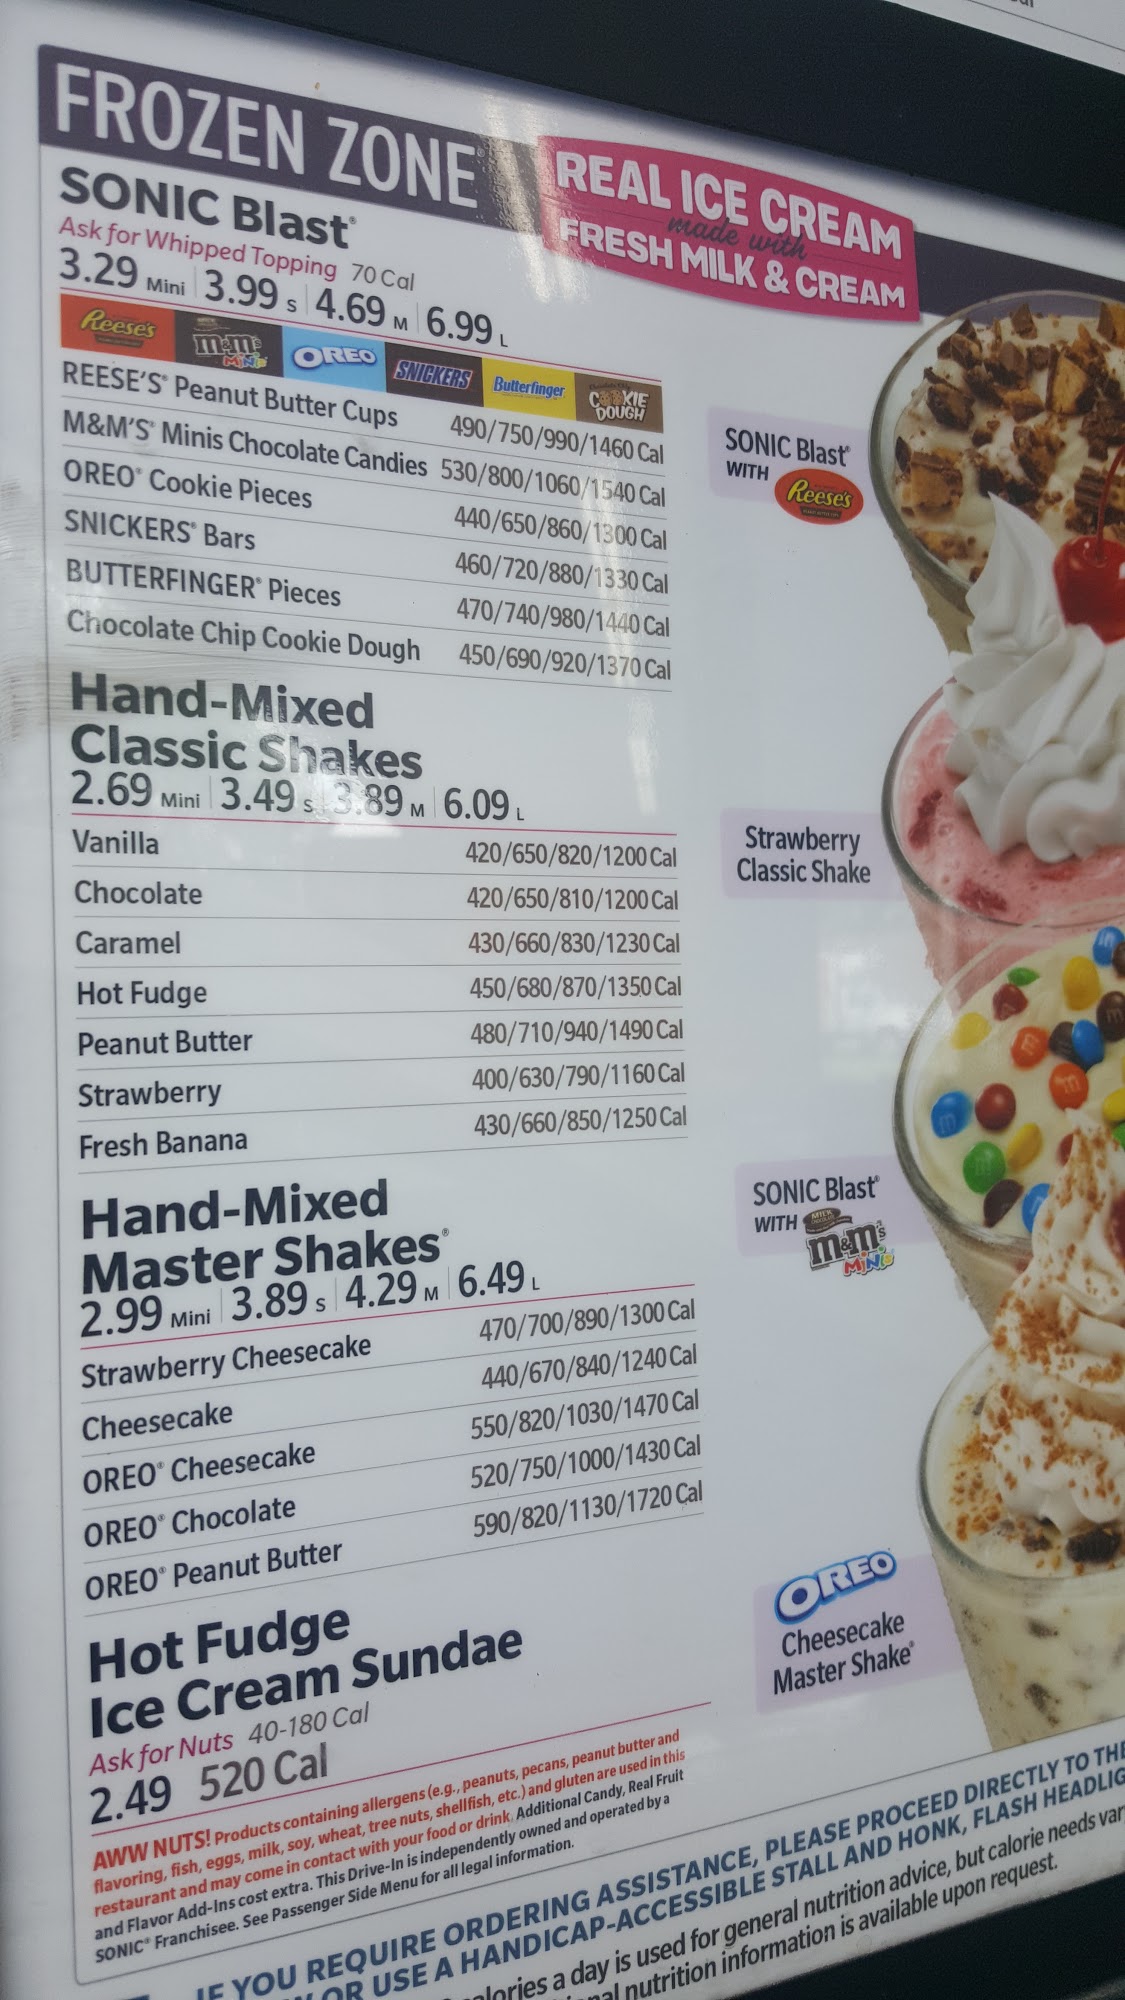 FROZEN ZONE®
REAL ICE CREAM
made with
FRESH MILK & CREAM
SONIC Blast®
Ask for Whipped Topping 70 Cal
3.29 Mini | 3.99 S | 4.69 M | 6.99 L
Reese's M&M's MiNiS OREO SNICKERS Butterfinger Chocolate Chip COOKIE DOUGH
REESE'S® Peanut Butter Cups 490/750/990/1460 Cal
M&M'S® Minis Chocolate Candies 530/800/1060/1540 Cal
OREO® Cookie Pieces 440/650/860/1300 Cal
SNICKERS® Bars 460/720/880/1330 Cal
BUTTERFINGER® Pieces 470/740/980/1440 Cal
Chocolate Chip Cookie Dough 450/690/920/1370 Cal
Hand-Mixed
Classic Shakes
2.69 Mini | 3.49 S | 3.89 M | 6.09 L
Vanilla 420/650/820/1200 Cal
Chocolate 420/650/810/1200 Cal
Caramel 430/660/830/1230 Cal
Hot Fudge 450/680/870/1350 Cal
Peanut Butter 480/710/940/1490 Cal
Strawberry 400/630/790/1160 Cal
Fresh Banana 430/660/850/1250 Cal
Hand-Mixed
Master Shakes®
2.99 Mini | 3.89 S | 4.29 M | 6.49 L
Strawberry Cheesecake 470/700/890/1300 Cal
Cheesecake 440/670/840/1240 Cal
OREO® Cheesecake 550/820/1030/1470 Cal
OREO® Chocolate 520/750/1000/1430 Cal
OREO® Peanut Butter 590/820/1130/1720 Cal
Hot Fudge
Ice Cream Sundae
Ask for Nuts 40-180 Cal
2.49 520 Cal
AWW NUTS! Products containing allergens (e.g., peanuts, pecans, peanut butter and
flavoring, fish, eggs, milk, soy, wheat, tree nuts, shellfish, etc.) and gluten are used in this
restaurant and may come in contact with your food or drink. Additional Candy, Real Fruit
and Flavor Add-Ins cost extra. This Drive-In is independently owned and operated by a
SONIC® Franchisee. See Passenger Side Menu for all legal information.
SONIC Blast®
WITH Reese's
Strawberry
Classic Shake
SONIC Blast®
WITH MILK CHOCOLATE m&m's MiNiS
OREO
Cheesecake
Master Shake®
IF YOU REQUIRE ORDERING ASSISTANCE, PLEASE PROCEED DIRECTLY TO THE
OR USE A HANDICAP-ACCESSIBLE STALL AND HONK, FLASH HEADLIG
calories a day is used for general nutrition advice, but calorie needs var
nal nutrition information is available upon request.